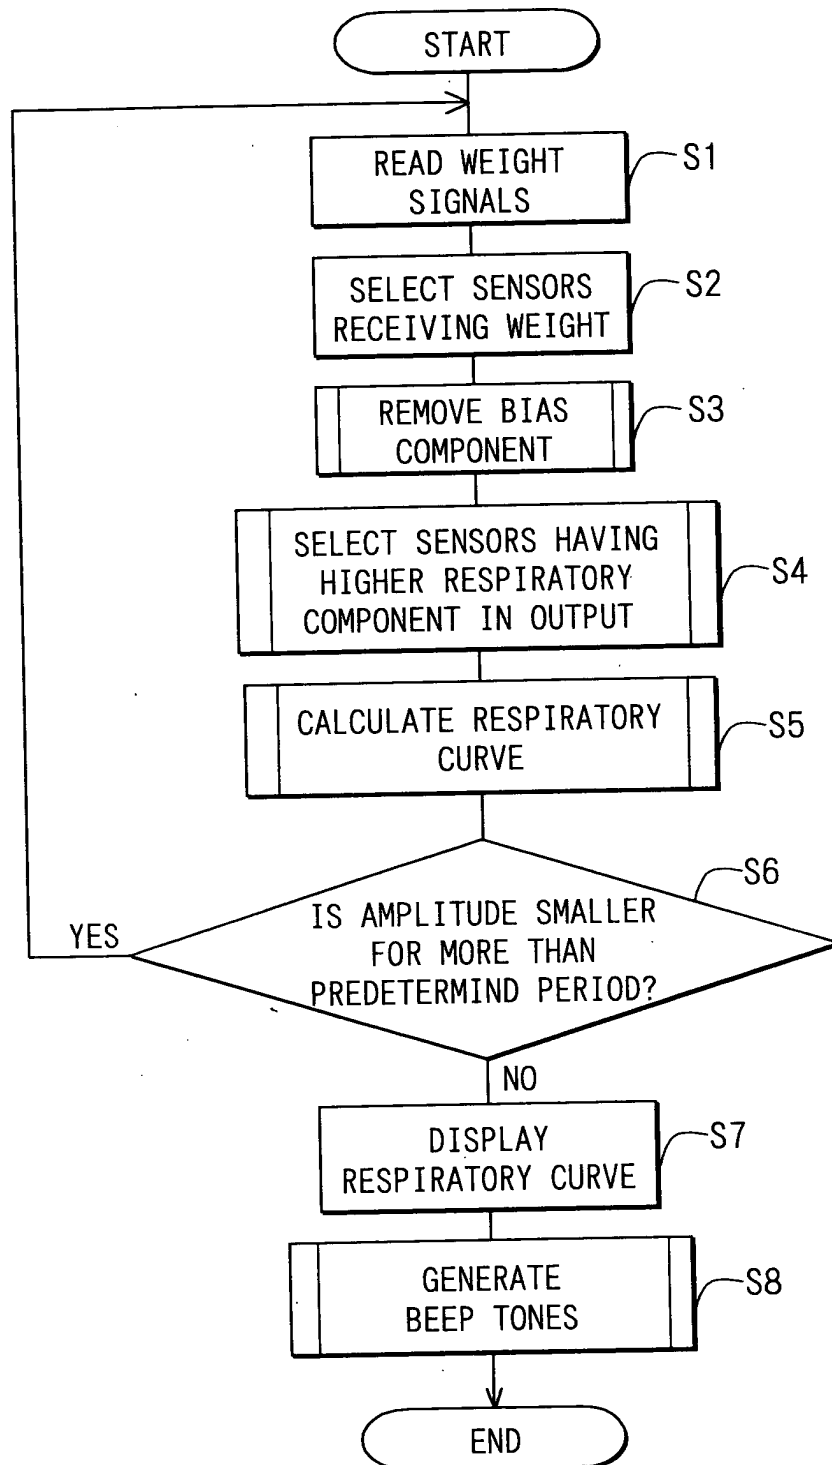 START
READ WEIGHT
SIGNALS
S1
SELECT SENSORS
RECEIVING WEIGHT
S2
REMOVE BIAS
COMPONENT
S3
SELECT SENSORS HAVING
HIGHER RESPIRATORY
COMPONENT IN OUTPUT
S4
CALCULATE RESPIRATORY
CURVE
S5
S6
IS AMPLITUDE SMALLER
FOR MORE THAN
PREDETERMIND PERIOD?
YES
NO
DISPLAY
RESPIRATORY CURVE
S7
GENERATE
BEEP TONES
S8
END